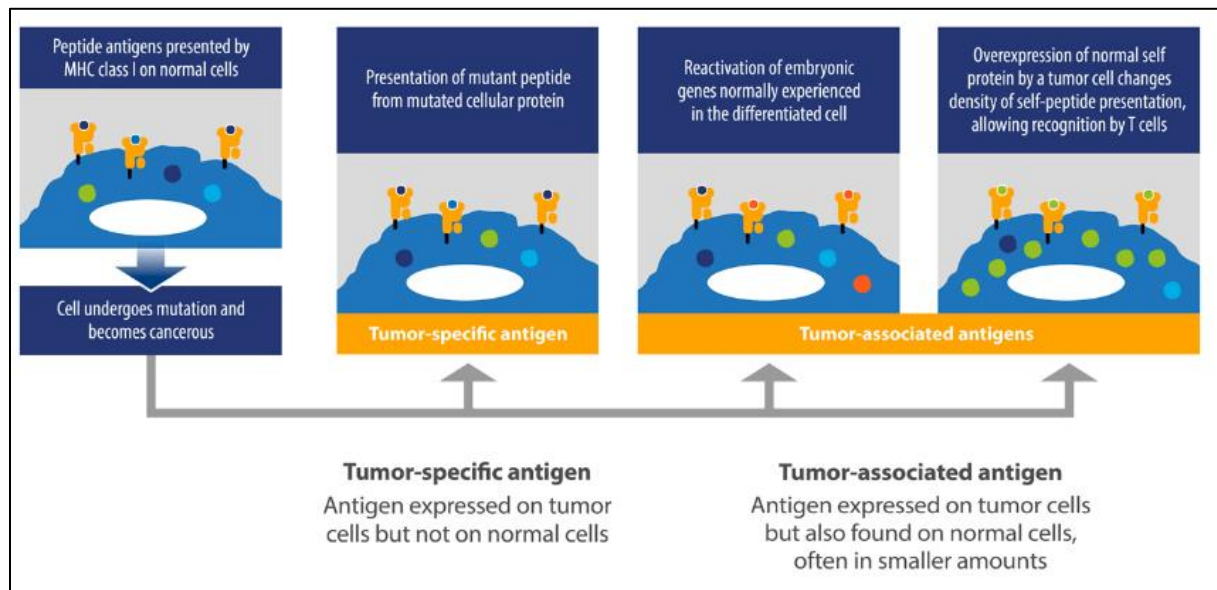 Peptide antigens presented by
MHC class I on normal cells
Cell undergoes mutation and
becomes cancerous
Presentation of mutant peptide
from mutated cellular protein
Tumor-specific antigen
Reactivation of embryonic
genes normally experienced
in the differentiated cell
Overexpression of normal self
protein by a tumor cell changes
density of self-peptide presentation,
allowing recognition by T cells
Tumor-associated antigens
Tumor-specific antigen
Antigen expressed on tumor
cells but not on normal cells
Tumor-associated antigen
Antigen expressed on tumor cells
but also found on normal cells,
often in smaller amounts